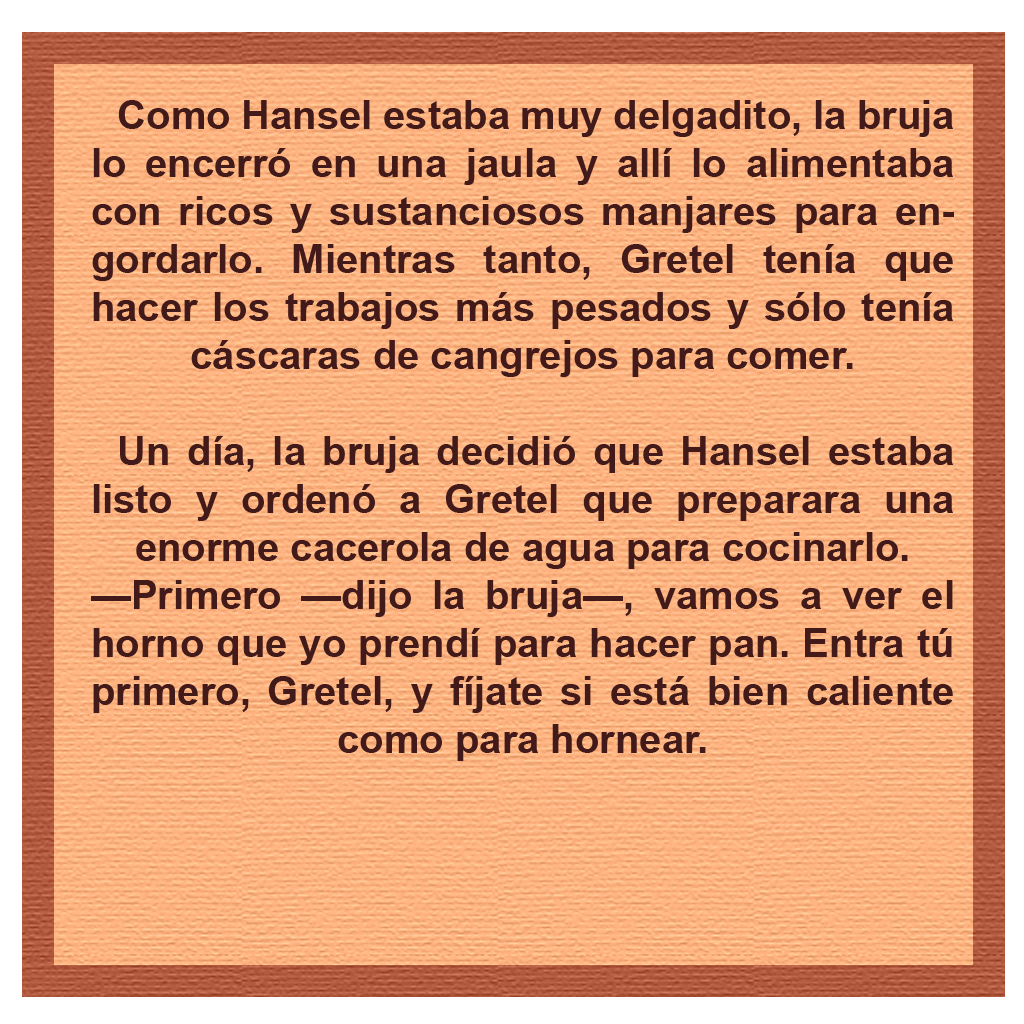 Como Hansel estaba muy delgadito, la bruja
lo encerró en una jaula y allí lo alimentaba
con ricos y sustanciosos manjares para en-
gordarlo. Mientras tanto, Gretel tenía que
hacer los trabajos más pesados y sólo tenía
cáscaras de cangrejos para comer.
Un día, la bruja decidió que Hansel estaba
listo y ordenó a Gretel que preparara una
enorme cacerola de agua para cocinarlo.
—Primero —dijo la bruja—, vamos a ver el
horno que yo prendí para hacer pan. Entra tú
primero, Gretel, y fíjate si está bien caliente
como para hornear.